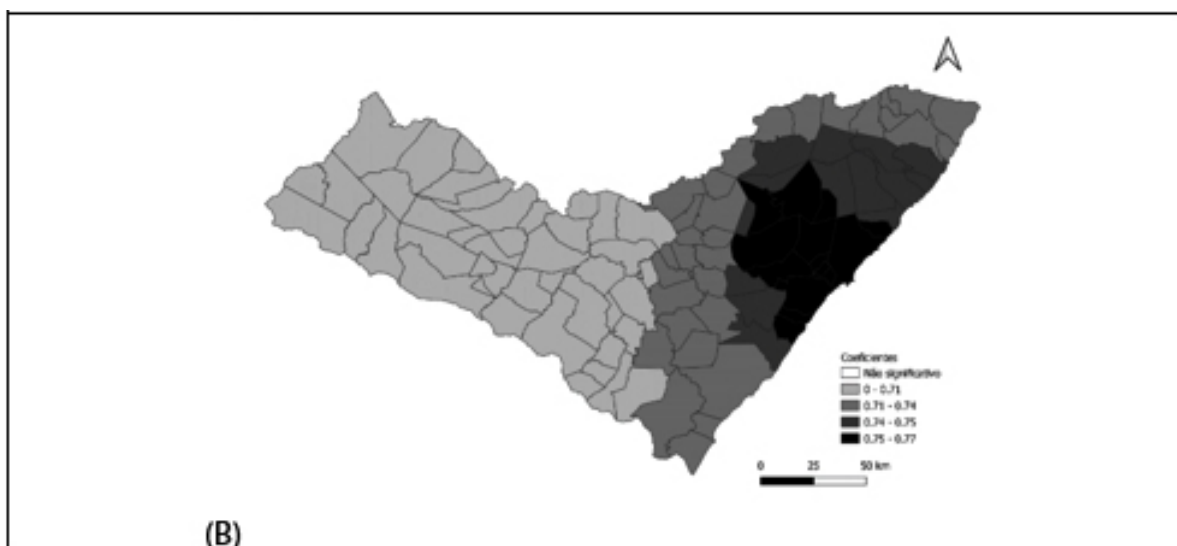 Coeficientes
Não significativo
0 - 0.71
0.71 - 0.74
0.74 - 0.75
0.75 - 0.77
0 25 50 km
(B)